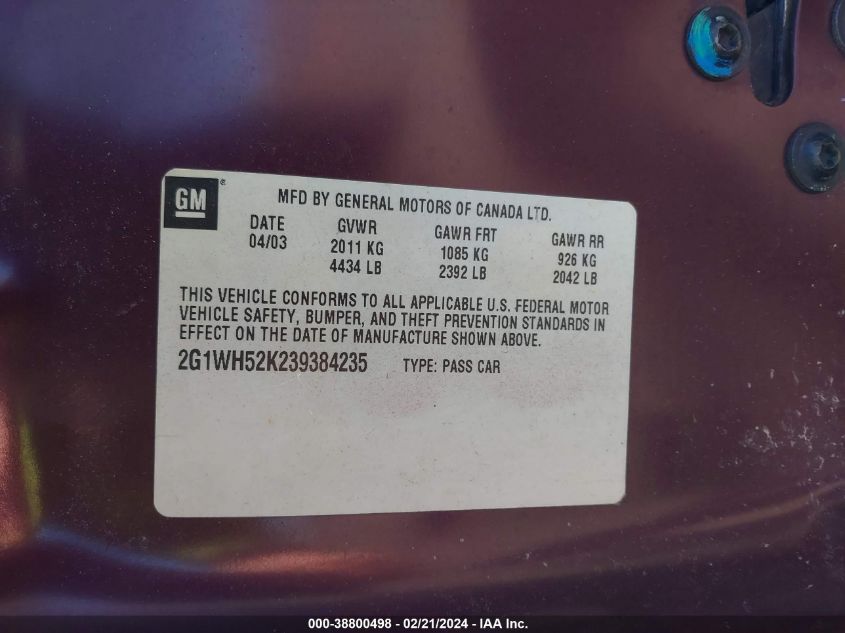 GM®
MFD BY GENERAL MOTORS OF CANADA LTD.
DATE GVWR GAWR FRT GAWR RR
04/03 2011 KG 1085 KG 926 KG
4434 LB 2392 LB 2042 LB
THIS VEHICLE CONFORMS TO ALL APPLICABLE U.S. FEDERAL MOTOR
VEHICLE SAFETY, BUMPER, AND THEFT PREVENTION STANDARDS IN
EFFECT ON THE DATE OF MANUFACTURE SHOWN ABOVE.
2G1WH52K239384235 TYPE: PASS CAR
000-38800498 - 02/21/2024 - IAA Inc.